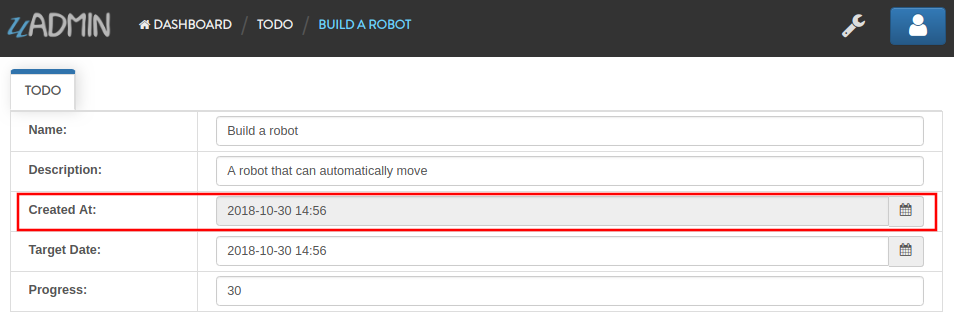 uADMIN DASHBOARD / TODO / BUILD A ROBOT
TODO
Name: Build a robot
Description: A robot that can automatically move
Created At: 2018-10-30 14:56
Target Date: 2018-10-30 14:56
Progress: 30